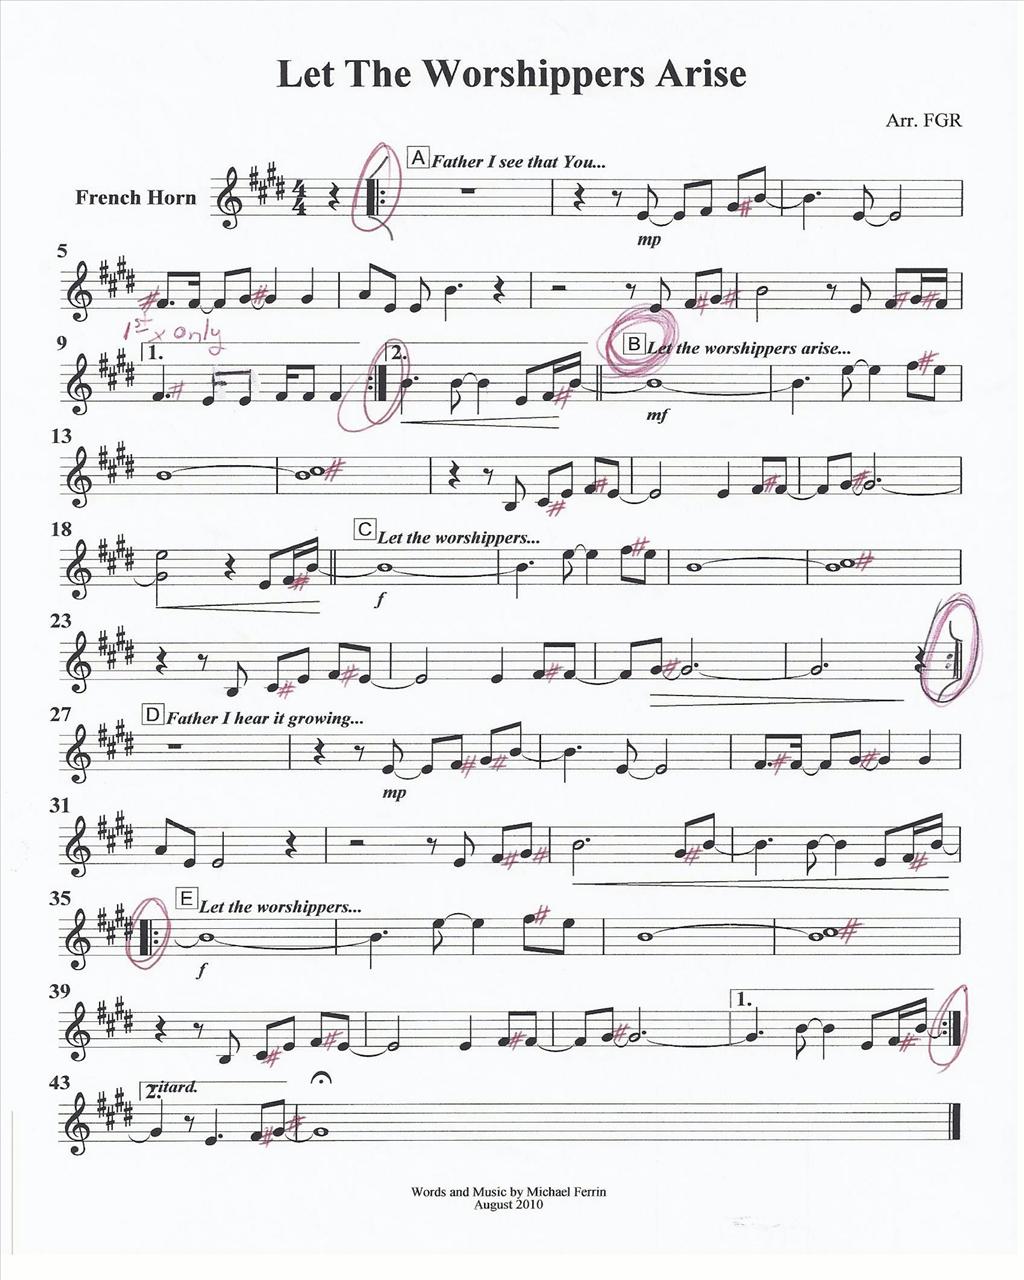 Let The Worshippers Arise
Arr. FGR
A Father I see that You...
French Horn
mp
5
1st x only
9
1.
2.
B Let the worshippers arise...
mf
13
18
C Let the worshippers...
f
23
27
D Father I hear it growing...
mp
31
35
E Let the worshippers...
f
39
1.
43
2.
ritard.
Words and Music by Michael Ferrin
August 2010